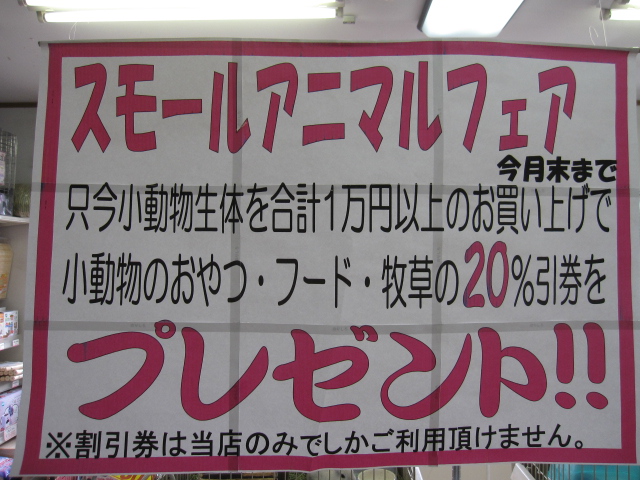 スモールアニマルフェア
今月末まで
只今小動物生体を合計1万円以上のお買い上げで
小動物のおやつ・フード・牧草の20%引券を
プレゼント!!
※割引券は当店のみでしかご利用頂けません。